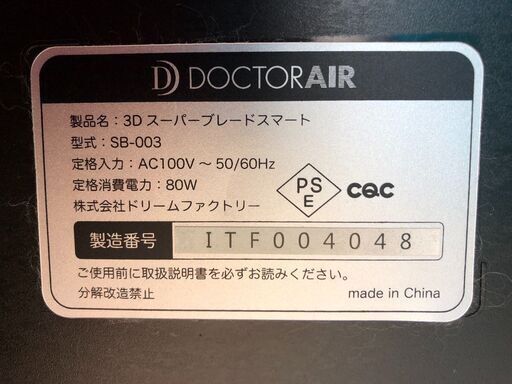 DOCTORAIR
製品名：3Dスーパーブレードスマート
型式：SB-003
定格入力：AC100V～50/60Hz
定格消費電力：80W
株式会社ドリームファクトリー
PS
E
CQC
製造番号 ITF004048
ご使用前に取扱説明書を必ずお読みください。
分解改造禁止
made in China